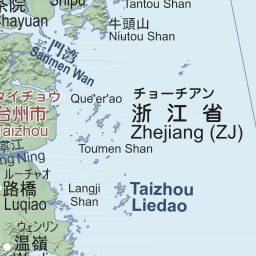 茶院
Chayuan
Tantou Shan
牛頭山
Niutou Shan
三門湾
Sanmen Wan
タイチョウ
台州市
Taizhou
Que'er'ao
チョーチアン
浙江省
Zhejiang (ZJ)
Toumen Shan
Ning
ルーチャオ
路橋
Luqiao
Langji
Shan
Taizhou
Liedao
ウェンリン
温嶺